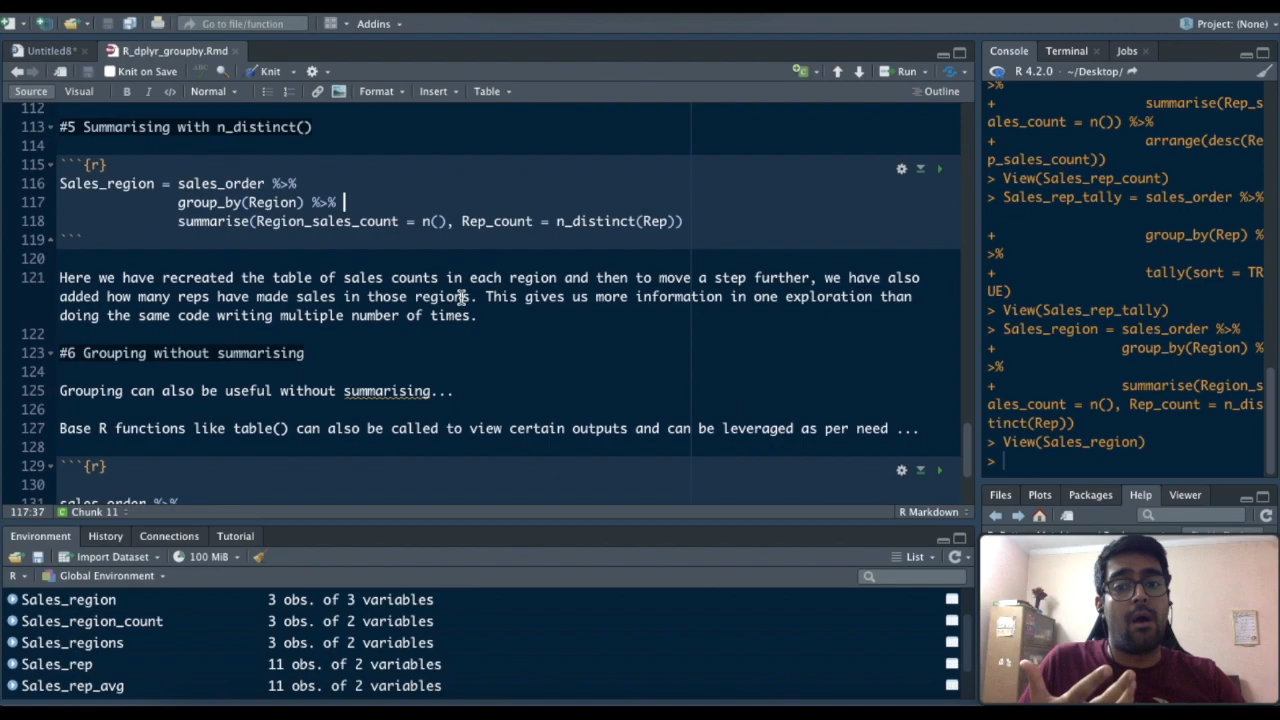 Go to file/function
Addins
Project: (None)
Untitled8*
R_dplyr_groupby.Rmd
Knit on Save
ABC
Knit
Run
Source
Visual
B
I
</>
Normal
Format
Insert
Table
Outline
112
113 #5 Summarising with n_distinct()
114
115 ```{r}
116 Sales_region = sales_order %>%
117 group_by(Region) %>%
118 summarise(Region_sales_count = n(), Rep_count = n_distinct(Rep))
119 ```
120
121 Here we have recreated the table of sales counts in each region and then to move a step further, we have also
added how many reps have made sales in those regions. This gives us more information in one exploration than
doing the same code writing multiple number of times.
122
123 #6 Grouping without summarising
124
125 Grouping can also be useful without summarising...
126
127 Base R functions like table() can also be called to view certain outputs and can be leveraged as per need ...
128
129 ```{r}
130
131 sales_order %>%
117:37
Chunk 11
R Markdown
Console
Terminal
Jobs
R 4.2.0 · ~/Desktop/
%>%
+ summarise(Rep_s
ales_count = n()) %>%
+ arrange(desc(Re
p_sales_count))
> View(Sales_rep_count)
> Sales_rep_tally = sales_order %>%
+ group_by(Rep) %
>%
+ tally(sort = TR
UE)
> View(Sales_rep_tally)
> Sales_region = sales_order %>%
+ group_by(Region) %
>%
+ summarise(Region_s
ales_count = n(), Rep_count = n_dis
tinct(Rep))
> View(Sales_region)
>
Files
Plots
Packages
Help
Viewer
Environment
History
Connections
Tutorial
Import Dataset
100 MiB
List
R
Global Environment
Sales_region 3 obs. of 3 variables
Sales_region_count 3 obs. of 2 variables
Sales_regions 3 obs. of 2 variables
Sales_rep 11 obs. of 2 variables
Sales_rep_avg 11 obs. of 2 variables